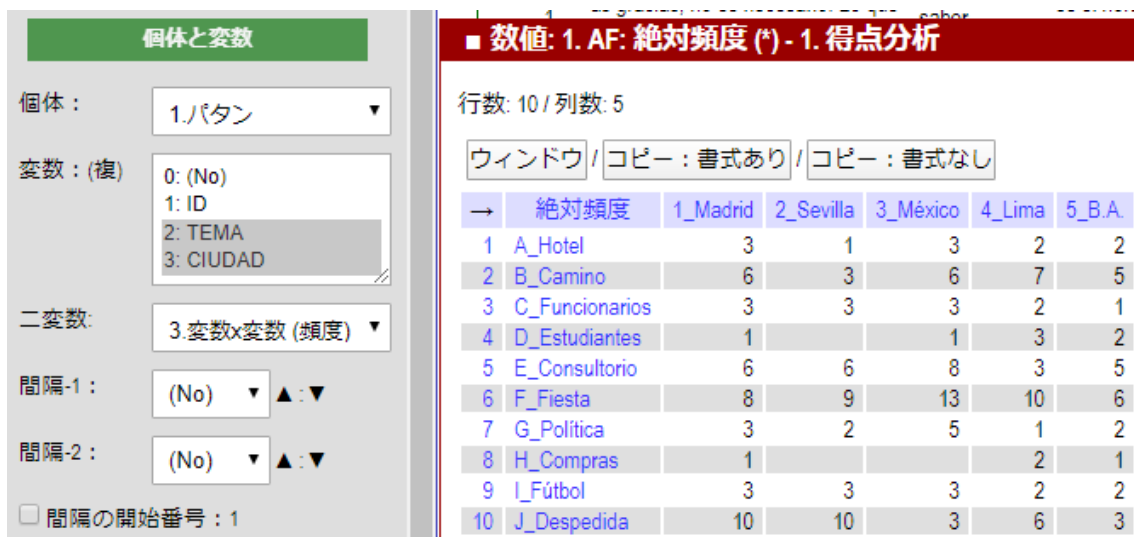 個体と変数
個体：
1.パタン
変数：(複)
0: (No)
1: ID
2: TEMA
3: CIUDAD
二変数:
3.変数x変数 (頻度)
間隔-1：
(No) ▲:▼
間隔-2：
(No) ▲:▼
間隔の開始番号：1
■ 数値: 1. AF: 絶対頻度 (*) - 1. 得点分析
行数: 10 / 列数: 5
ウィンドウ / コピー：書式あり / コピー：書式なし
→ 絶対頻度 1_Madrid 2_Sevilla 3_México 4_Lima 5_B.A.
1 A_Hotel 3 1 3 2 2
2 B_Camino 6 3 6 7 5
3 C_Funcionarios 3 3 3 2 1
4 D_Estudiantes 1 1 3 2
5 E_Consultorio 6 6 8 3 5
6 F_Fiesta 8 9 13 10 6
7 G_Política 3 2 5 1 2
8 H_Compras 1 2 1
9 I_Fútbol 3 3 3 2 2
10 J_Despedida 10 10 3 6 3